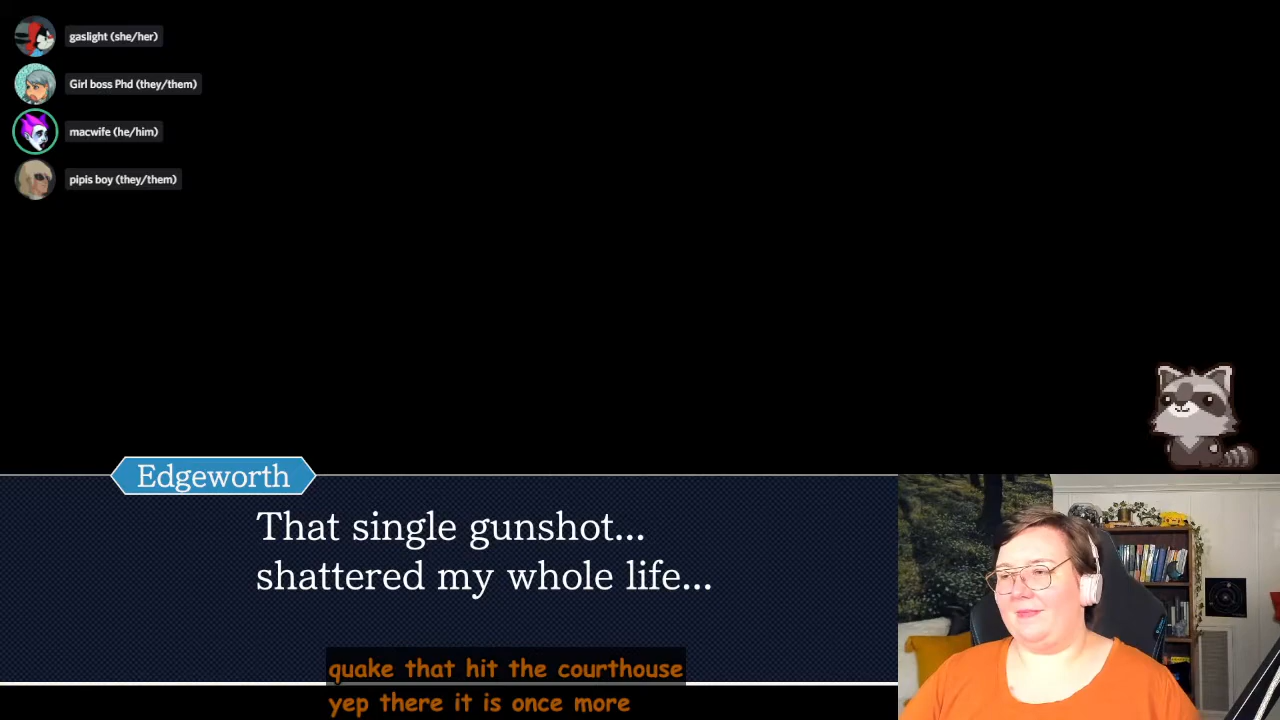 gaslight (she/her)
Girl boss Phd (they/them)
macwife (he/him)
pipis boy (they/them)
Edgeworth
That single gunshot...
shattered my whole life...
quake that hit the courthouse
yep there it is once more